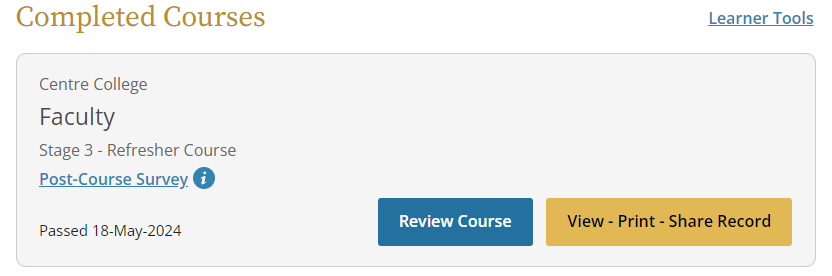 Completed Courses
Learner Tools
Centre College
Faculty
Stage 3 - Refresher Course
Post-Course Survey i
Passed 18-May-2024
Review Course
View - Print - Share Record